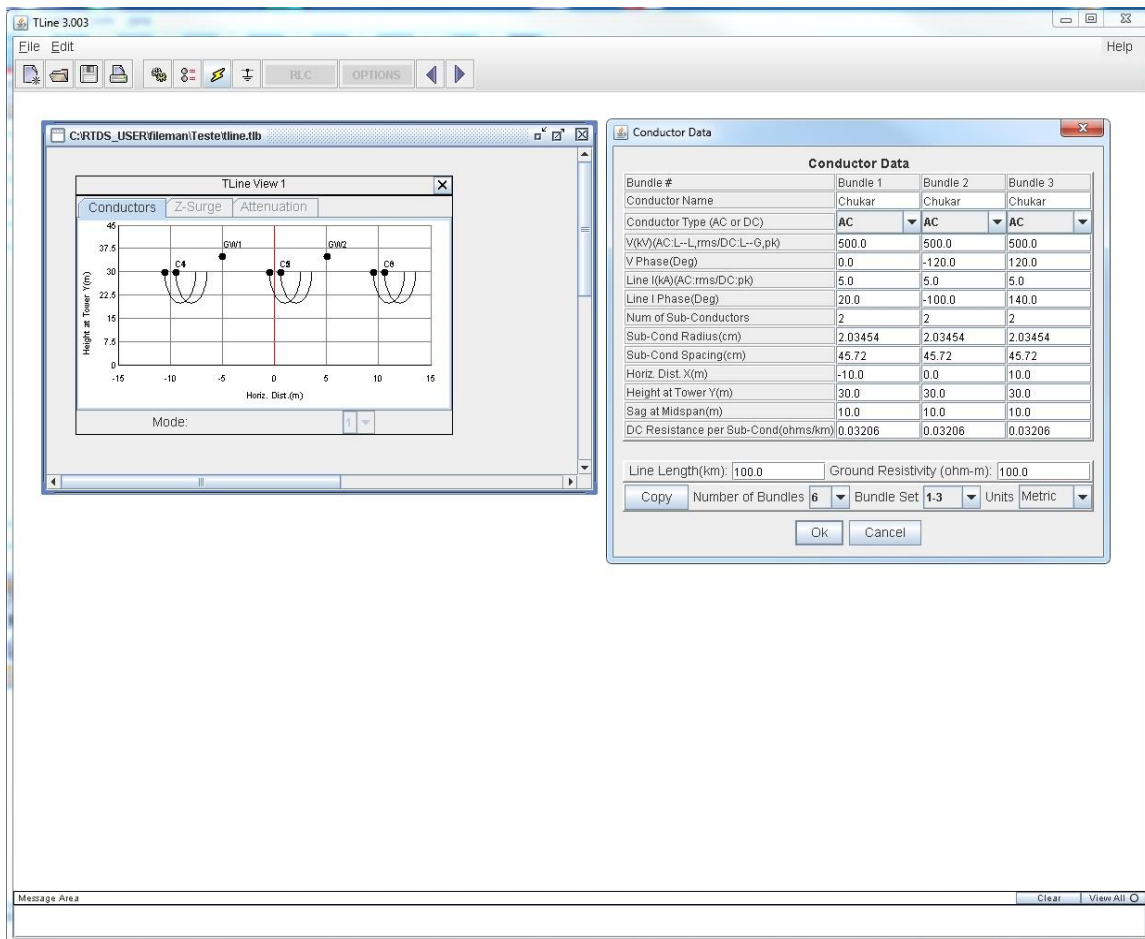 TLine 3.003
File Edit Help
RLC OPTIONS
C:\RTDS_USER\fileman\Teste\tline.tlb
TLine View 1
Conductors Z-Surge Attenuation
Height at Tower Y(m)
45
37.5
30
22.5
15
7.5
0
GW1 GW2
-15 -10 -5 0 5 10 15
Horiz. Dist.(m)
Mode: 1
Conductor Data
Conductor Data
Bundle # Bundle 1 Bundle 2 Bundle 3
Conductor Name Chukar Chukar Chukar
Conductor Type (AC or DC) AC AC AC
V(kV)(AC:L--L,rms/DC:L--G,pk) 500.0 500.0 500.0
V Phase(Deg) 0.0 -120.0 120.0
Line I(kA)(AC:rms/DC:pk) 5.0 5.0 5.0
Line I Phase(Deg) 20.0 -100.0 140.0
Num of Sub-Conductors 2 2 2
Sub-Cond Radius(cm) 2.03454 2.03454 2.03454
Sub-Cond Spacing(cm) 45.72 45.72 45.72
Horiz. Dist. X(m) -10.0 0.0 10.0
Height at Tower Y(m) 30.0 30.0 30.0
Sag at Midspan(m) 10.0 10.0 10.0
DC Resistance per Sub-Cond(ohms/km) 0.03206 0.03206 0.03206
Line Length(km): 100.0 Ground Resistivity (ohm-m): 100.0
Copy Number of Bundles 6 Bundle Set 1-3 Units Metric
Ok Cancel
Message Area Clear View All